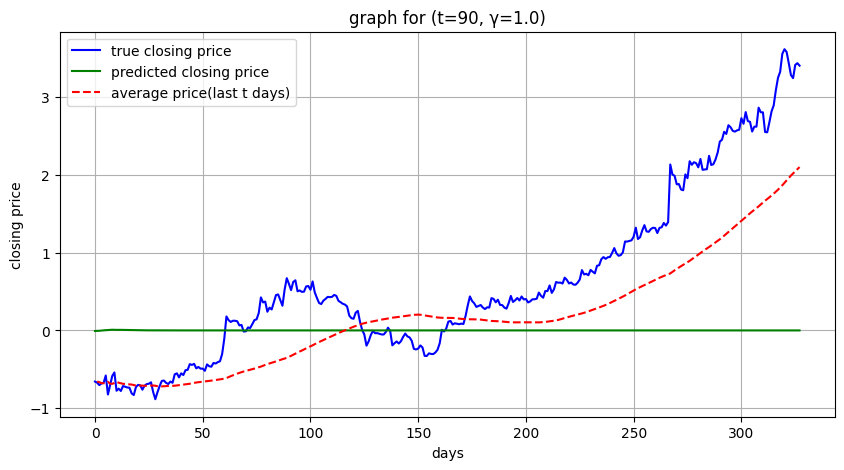 graph for (t=90, γ=1.0)
true closing price
predicted closing price
average price(last t days)
closing price
3
2
1
0
−1
0
50
100
150
200
250
300
days